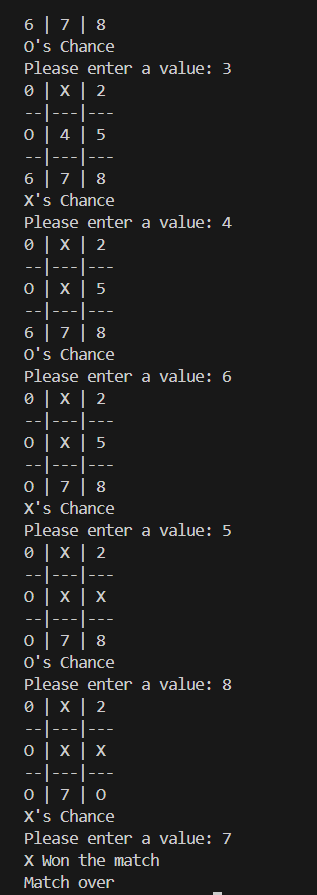 6 | 7 | 8
O's Chance
Please enter a value: 3
0 | X | 2
--|---|---
O | 4 | 5
--|---|---
6 | 7 | 8
X's Chance
Please enter a value: 4
0 | X | 2
--|---|---
O | X | 5
--|---|---
6 | 7 | 8
O's Chance
Please enter a value: 6
0 | X | 2
--|---|---
O | X | 5
--|---|---
O | 7 | 8
X's Chance
Please enter a value: 5
0 | X | 2
--|---|---
O | X | X
--|---|---
O | 7 | 8
O's Chance
Please enter a value: 8
0 | X | 2
--|---|---
O | X | X
--|---|---
O | 7 | O
X's Chance
Please enter a value: 7
X Won the match
Match over